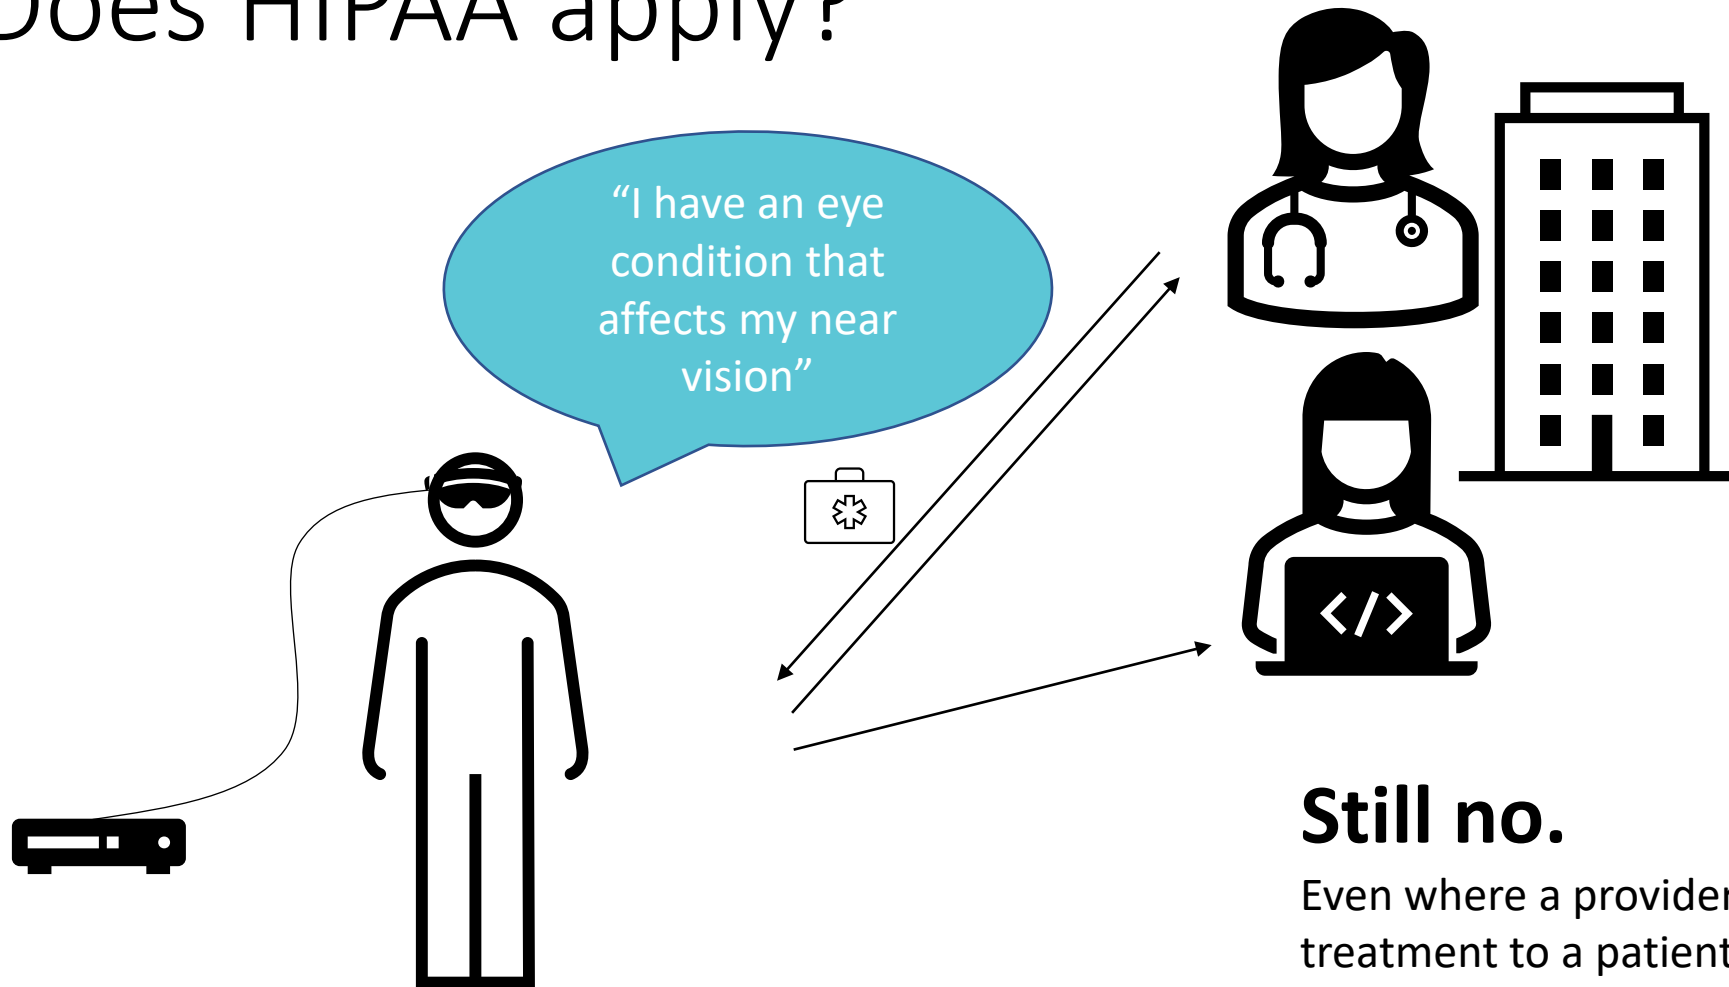 Does HIPAA apply?
“I have an eye
condition that
affects my near
vision”
</>
Still no.
Even where a provider
treatment to a patient